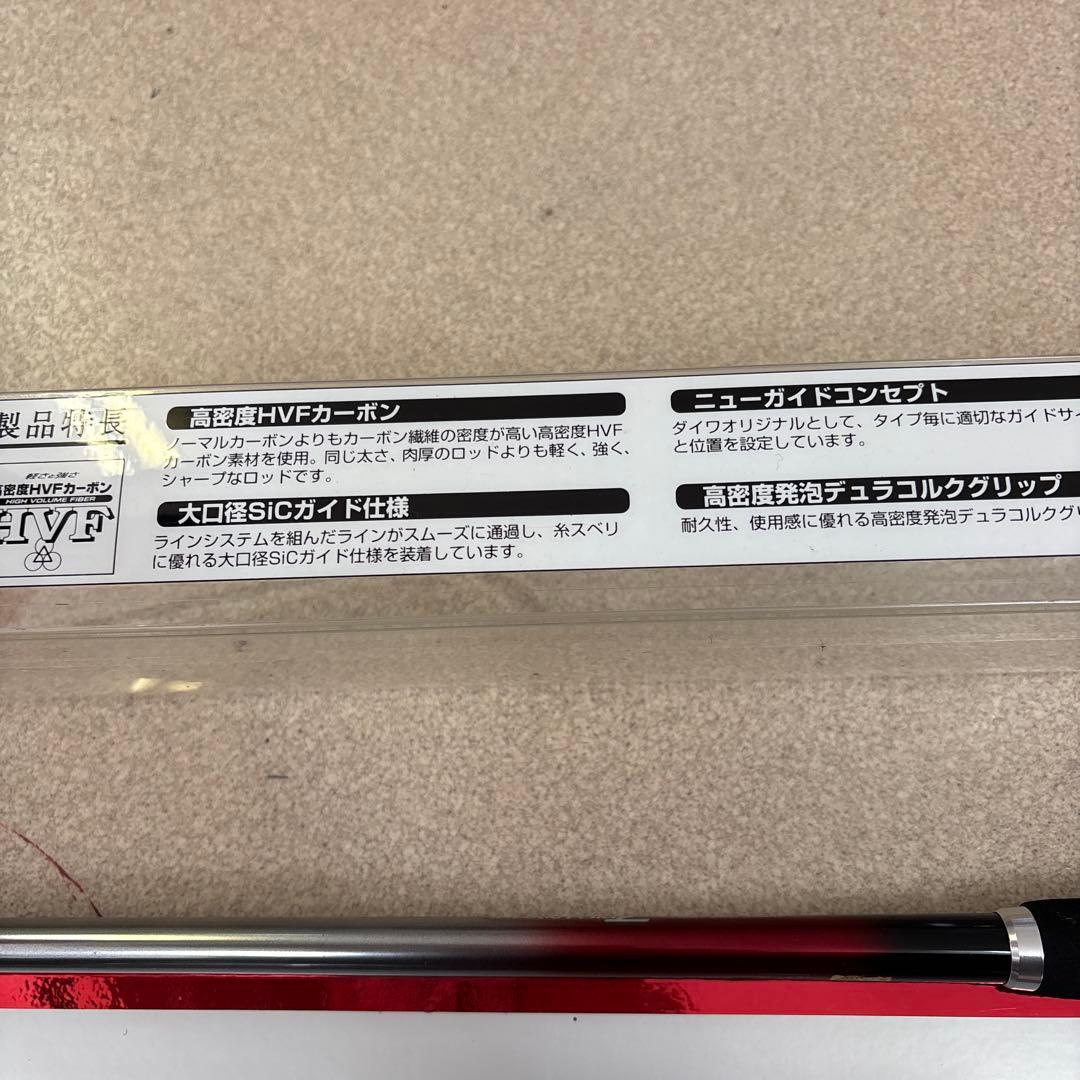 製品特長
軽さと強さ
高密度HVFカーボン
HIGH VOLUME FIBER
HVF
高密度HVFカーボン
ノーマルカーボンよりもカーボン繊維の密度が高い高密度HVF
カーボン素材を使用。同じ太さ、肉厚のロッドよりも軽く、強く、
シャープなロッドです。
大口径SiCガイド仕様
ラインシステムを組んだラインがスムーズに通過し、糸スベリ
に優れる大口径SiCガイド仕様を装着しています。
ニューガイドコンセプト
ダイワオリジナルとして、タイプ毎に適切なガイドサイ
と位置を設定しています。
高密度発泡デュラコルクグリップ
耐久性、使用感に優れる高密度発泡デュラコルクグリ